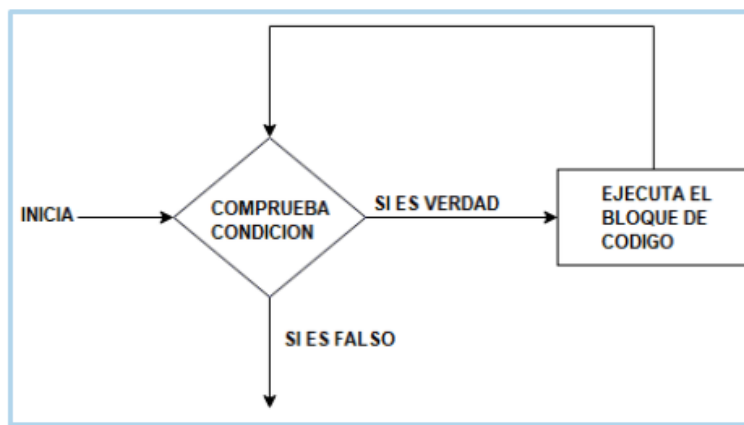 INICIA
COMPRUEBA
CONDICION
SI ES VERDAD
EJECUTA EL
BLOQUE DE
CODIGO
SI ES FALSO